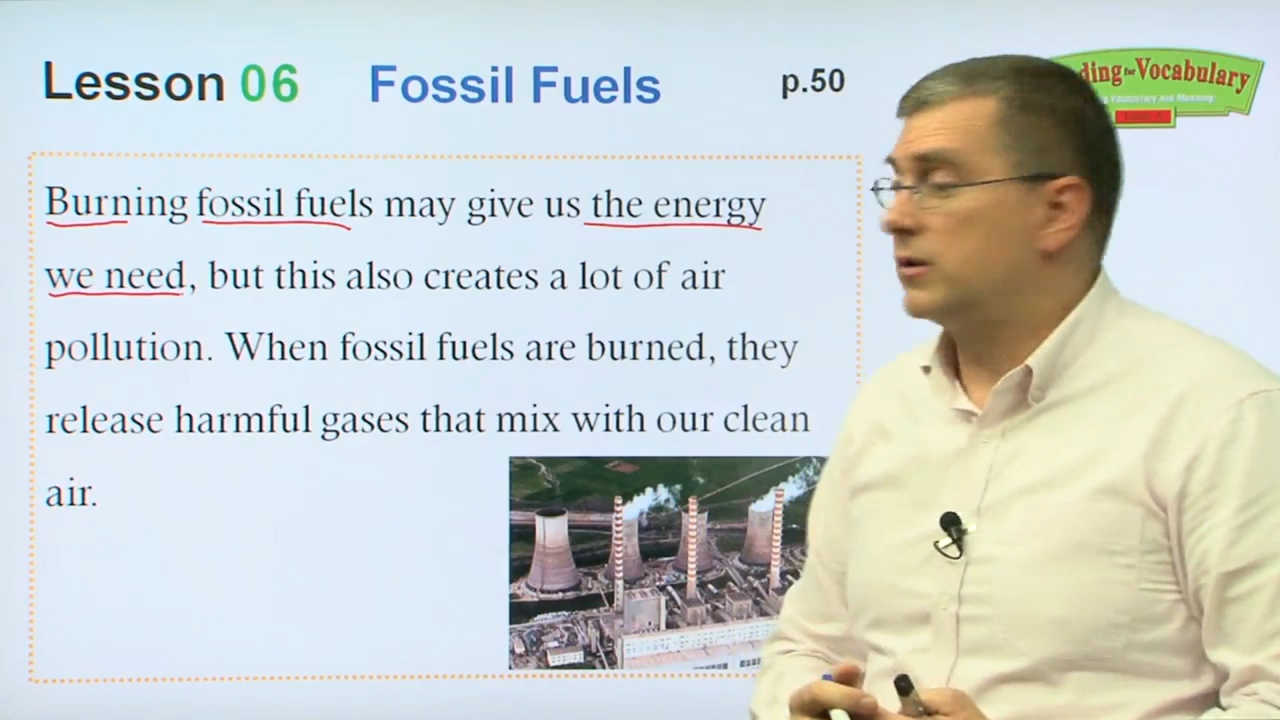 Lesson 06 Fossil Fuels p.50
Vocabulary
Burning fossil fuels may give us the energy
we need, but this also creates a lot of air
pollution. When fossil fuels are burned, they
release harmful gases that mix with our clean
air.